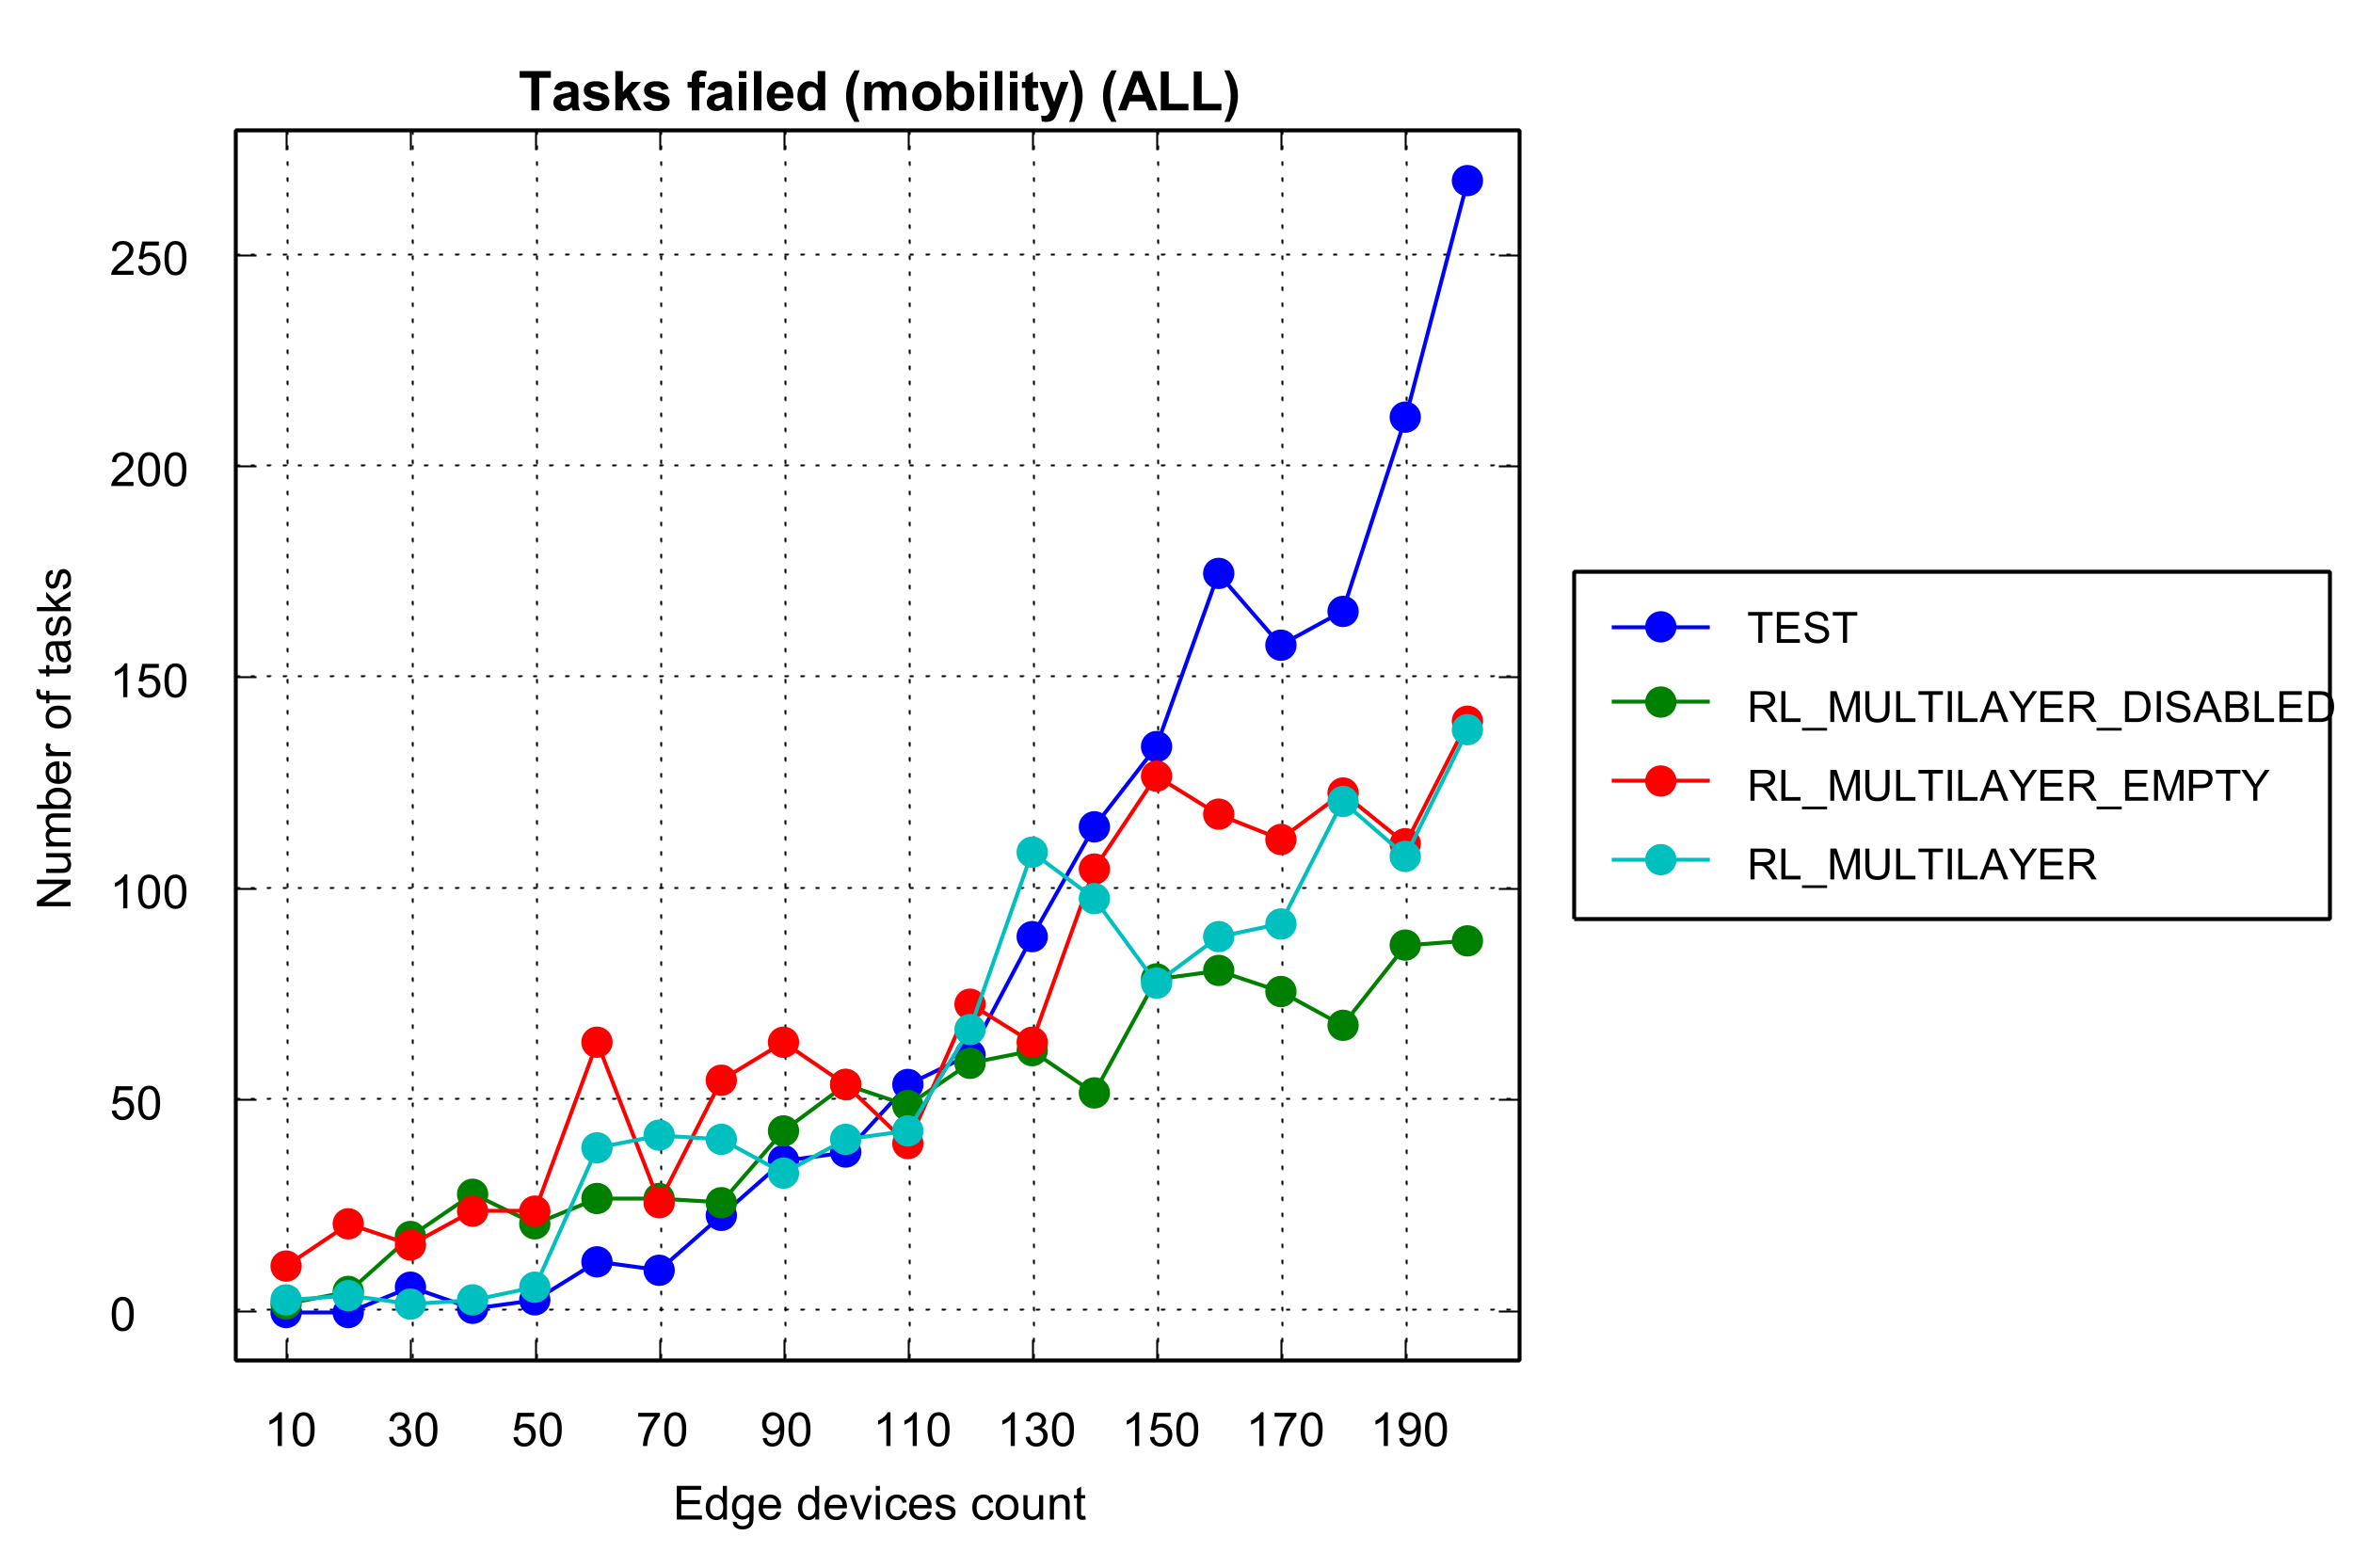 Tasks failed (mobility) (ALL)
250
200
150
100
50
0
Number of tasks
10 30 50 70 90 110 130 150 170 190
Edge devices count
TEST
RL_MULTILAYER_DISABLED
RL_MULTILAYER_EMPTY
RL_MULTILAYER